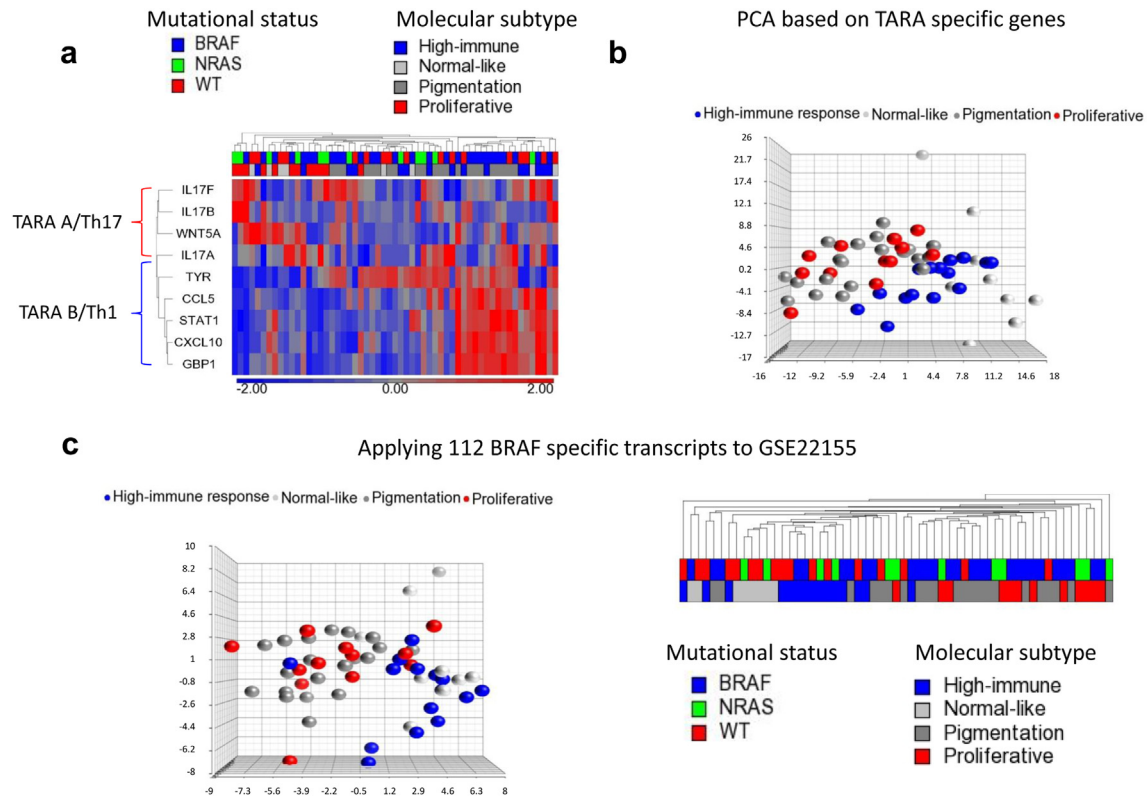 Mutational status
BRAF
NRAS
WT
Molecular subtype
High-immune
Normal-like
Pigmentation
Proliferative
a
TARA A/Th17
TARA B/Th1
IL17F
IL17B
WNT5A
IL17A
TYR
CCL5
STAT1
CXCL10
GBP1
-2.00 0.00 2.00
PCA based on TARA specific genes
b
High-immune response Normal-like Pigmentation Proliferative
26
21.7
17.4
12.1
8.8
4.6
0.2
-4.1
-8.4
-12.7
-17
-16 -12 -9.2 -5.9 -2.4 1 4.4 7.8 11.2 14.6 18
c
Applying 112 BRAF specific transcripts to GSE22155
High-immune response Normal-like Pigmentation Proliferative
10
8.2
6.4
4.6
2.8
1
-0.8
-2.6
-4.4
-6.2
-8
-9 -7.3 -5.6 -3.9 -2.2 -0.5 1.2 2.9 4.6 6.3 8
Mutational status
BRAF
NRAS
WT
Molecular subtype
High-immune
Normal-like
Pigmentation
Proliferative